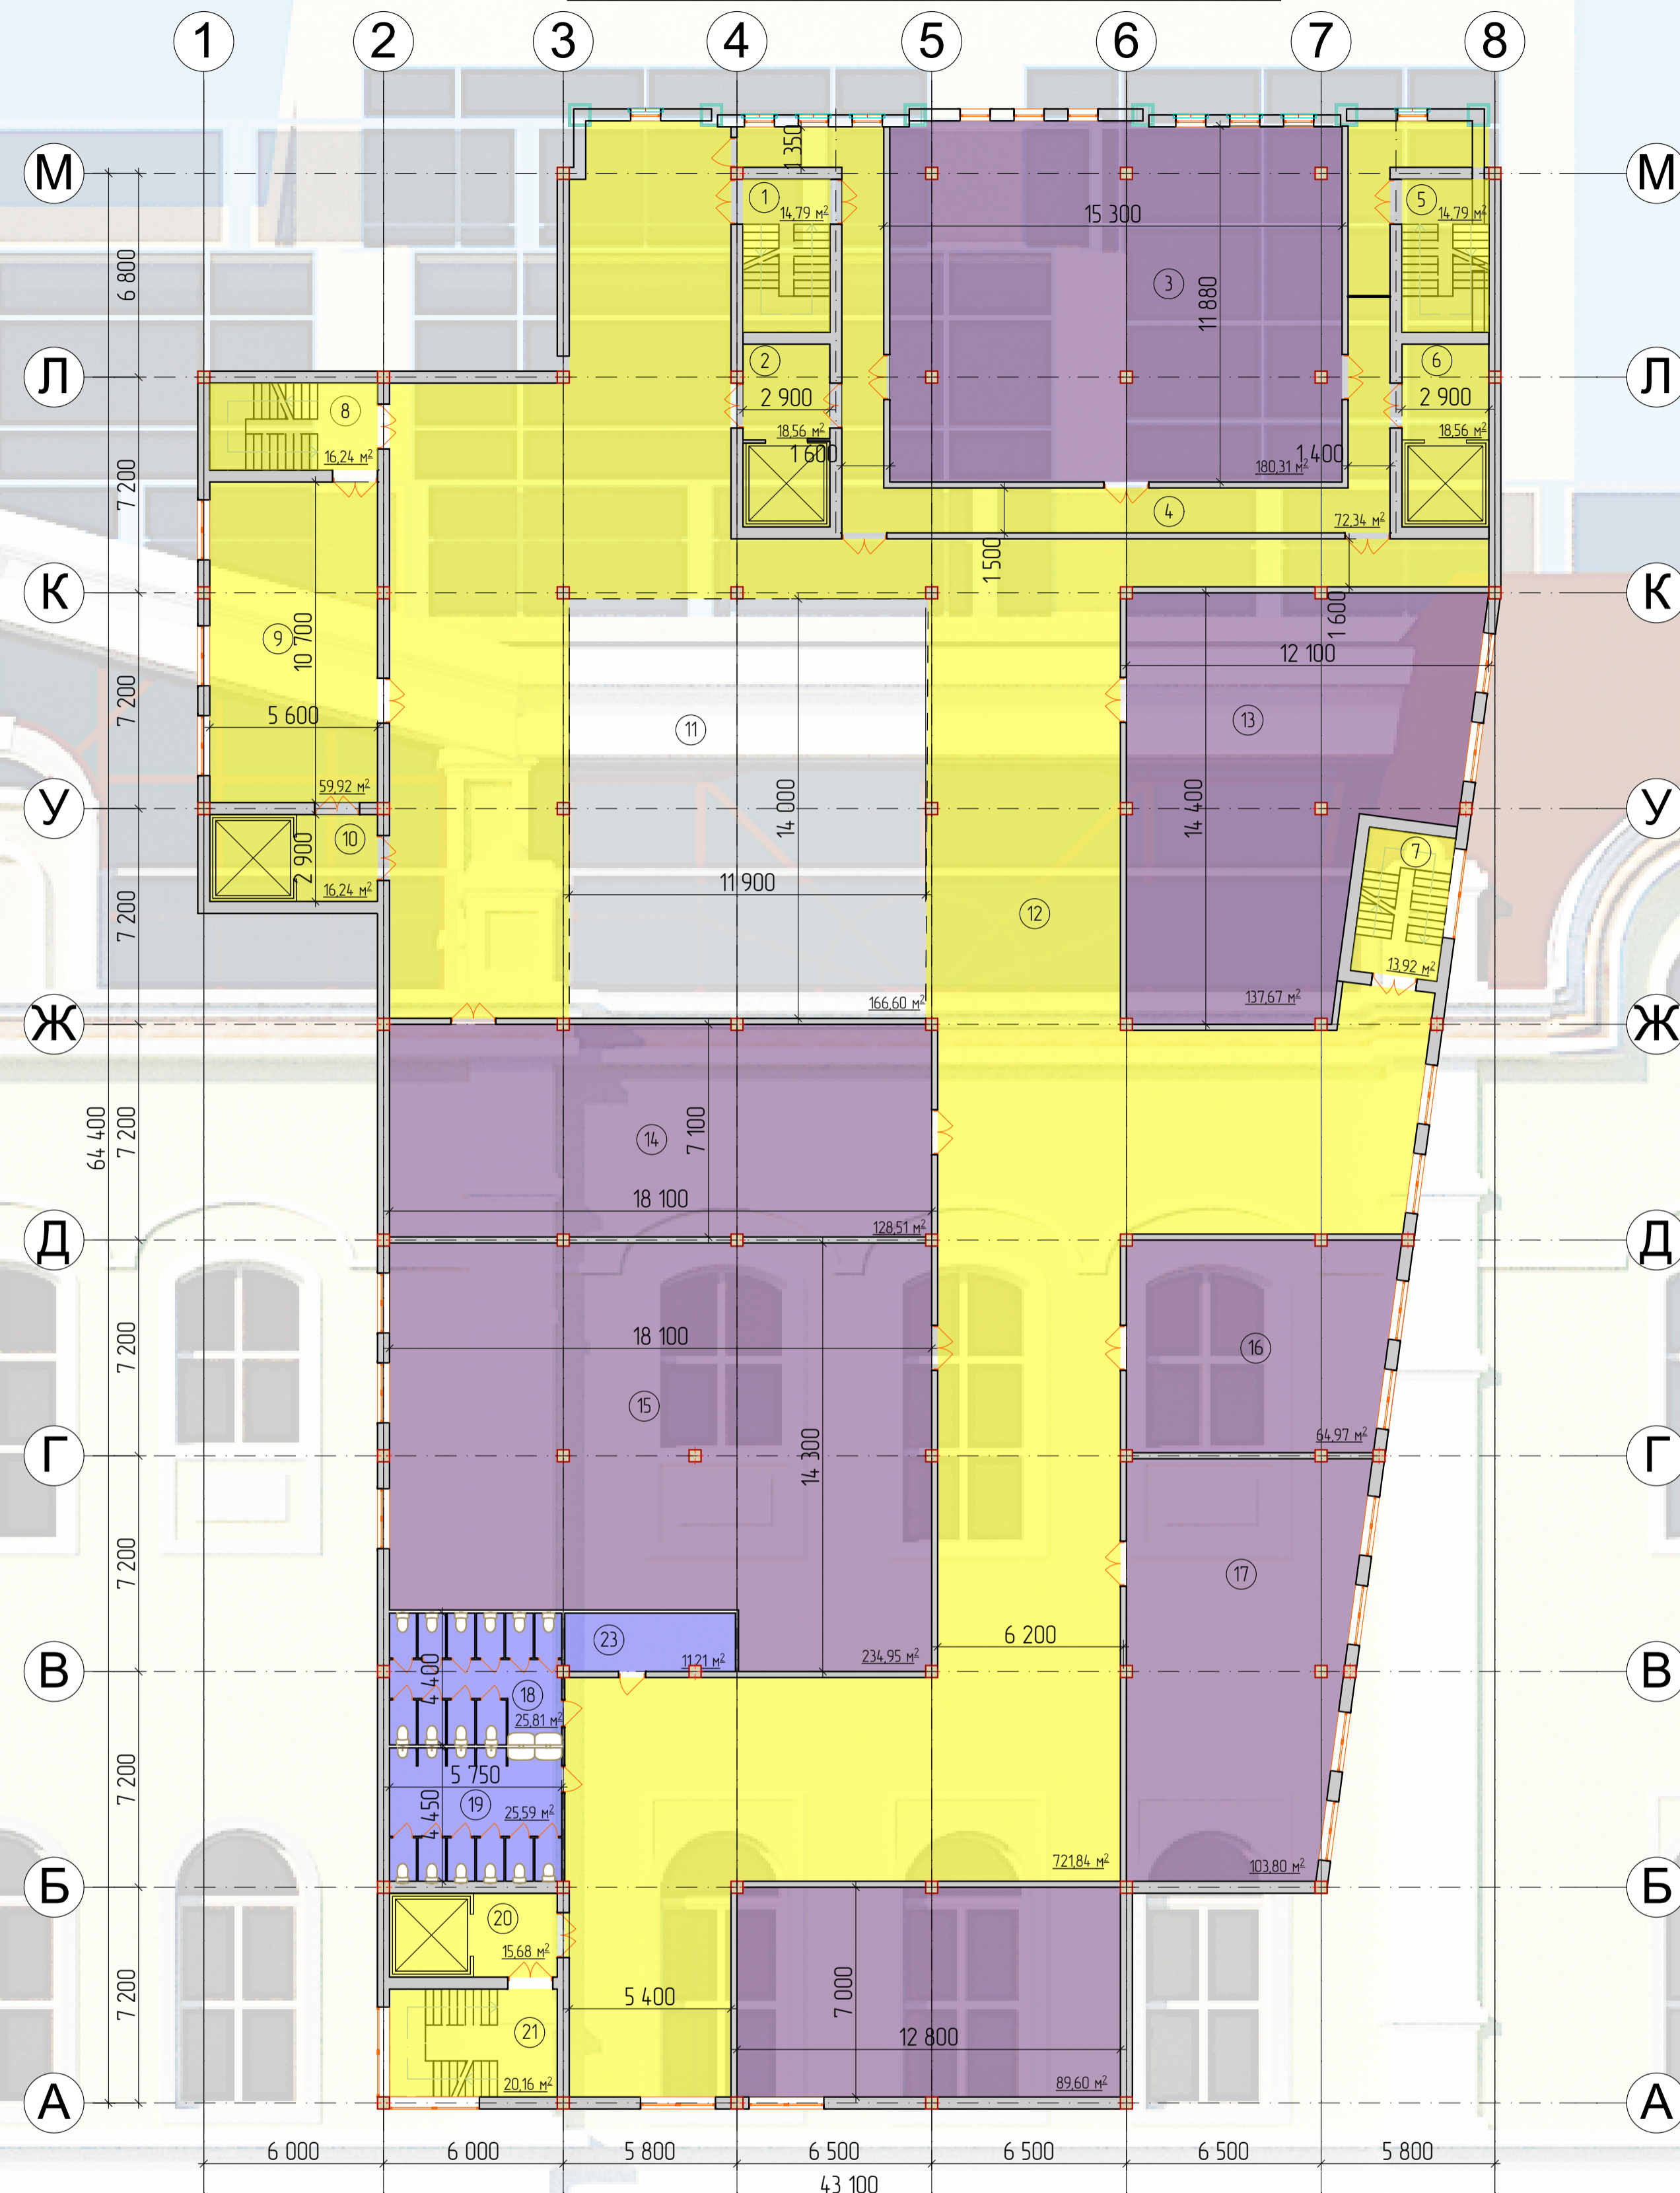 1 2 3 4 5 6 7 8
М М
1 350
1
14,79 м²
5
14,79 м²
15 300
6 800
3
11 880
Л Л
2
2 900
18,56 м²
6
2 900
18,56 м²
8
16,24 м²
1 600
1 400
180,31 м²
7 200
4
72,34 м²
1 500
К К
1 600
9
10 700
12 100
7 200
5 600
11
13
59,92 м²
14 000
14 400
У У
10
2 900
16,24 м²
7
11 900
12
7 200
13,92 м²
166,60 м²
137,67 м²
Ж Ж
64 400
7 200
14
7 100
18 100
128,51 м²
Д Д
18 100
7 200
16
15
64,97 м²
Г Г
14 300
7 200
17
23
11,21 м²
6 200
234,95 м²
В В
4 400
18
25,81 м²
5 750
7 200
4 450
19
25,59 м²
721,84 м²
103,80 м²
Б Б
20
15,68 м²
7 200
5 400
7 000
21
12 800
20,16 м²
89,60 м²
А А
6 000 6 000 5 800 6 500 6 500 6 500 5 800
43 100